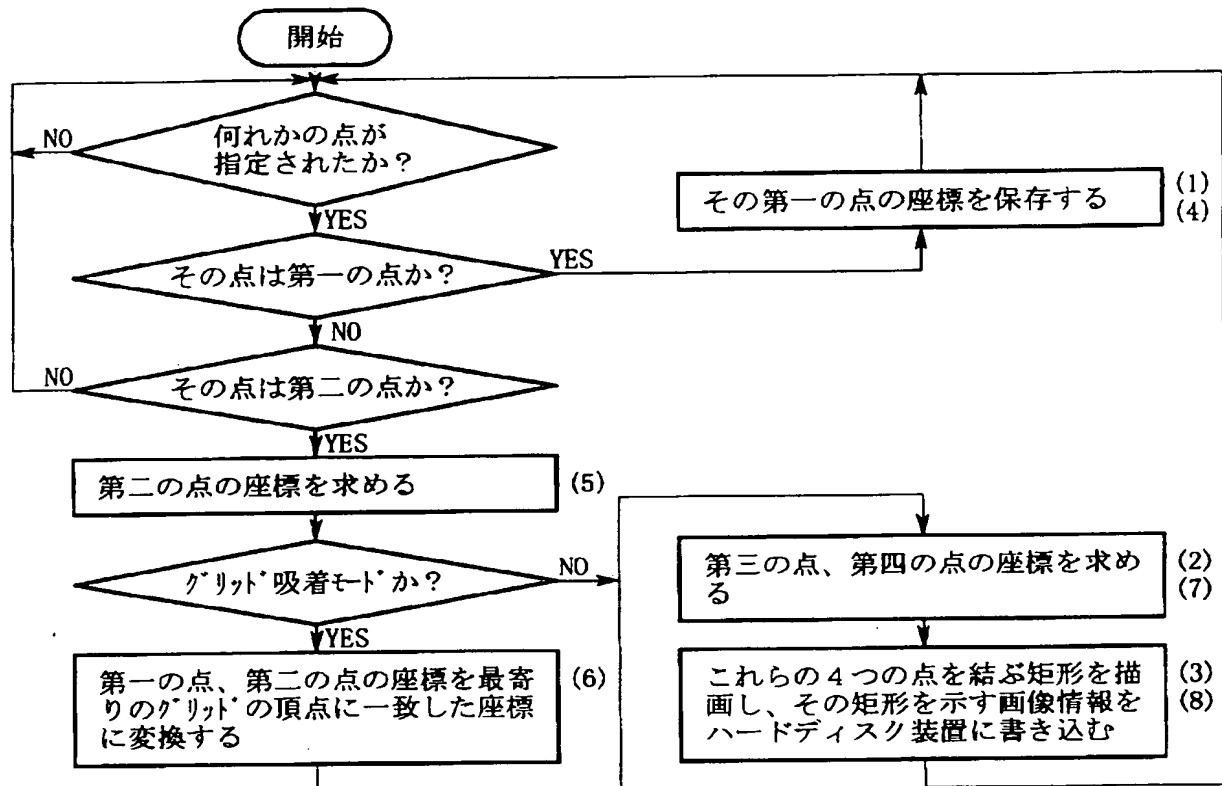 開始
何れかの点が
指定されたか？
NO
YES
その第一の点の座標を保存する
(1)
(4)
その点は第一の点か？
YES
NO
その点は第二の点か？
NO
YES
第二の点の座標を求める
(5)
グリッド吸着モードか？
NO
YES
第三の点、第四の点の座標を求め
る
(2)
(7)
第一の点、第二の点の座標を最寄
りのグリッドの頂点に一致した座標
に変換する
(6)
これらの４つの点を結ぶ矩形を描
画し、その矩形を示す画像情報を
ハードディスク装置に書き込む
(3)
(8)